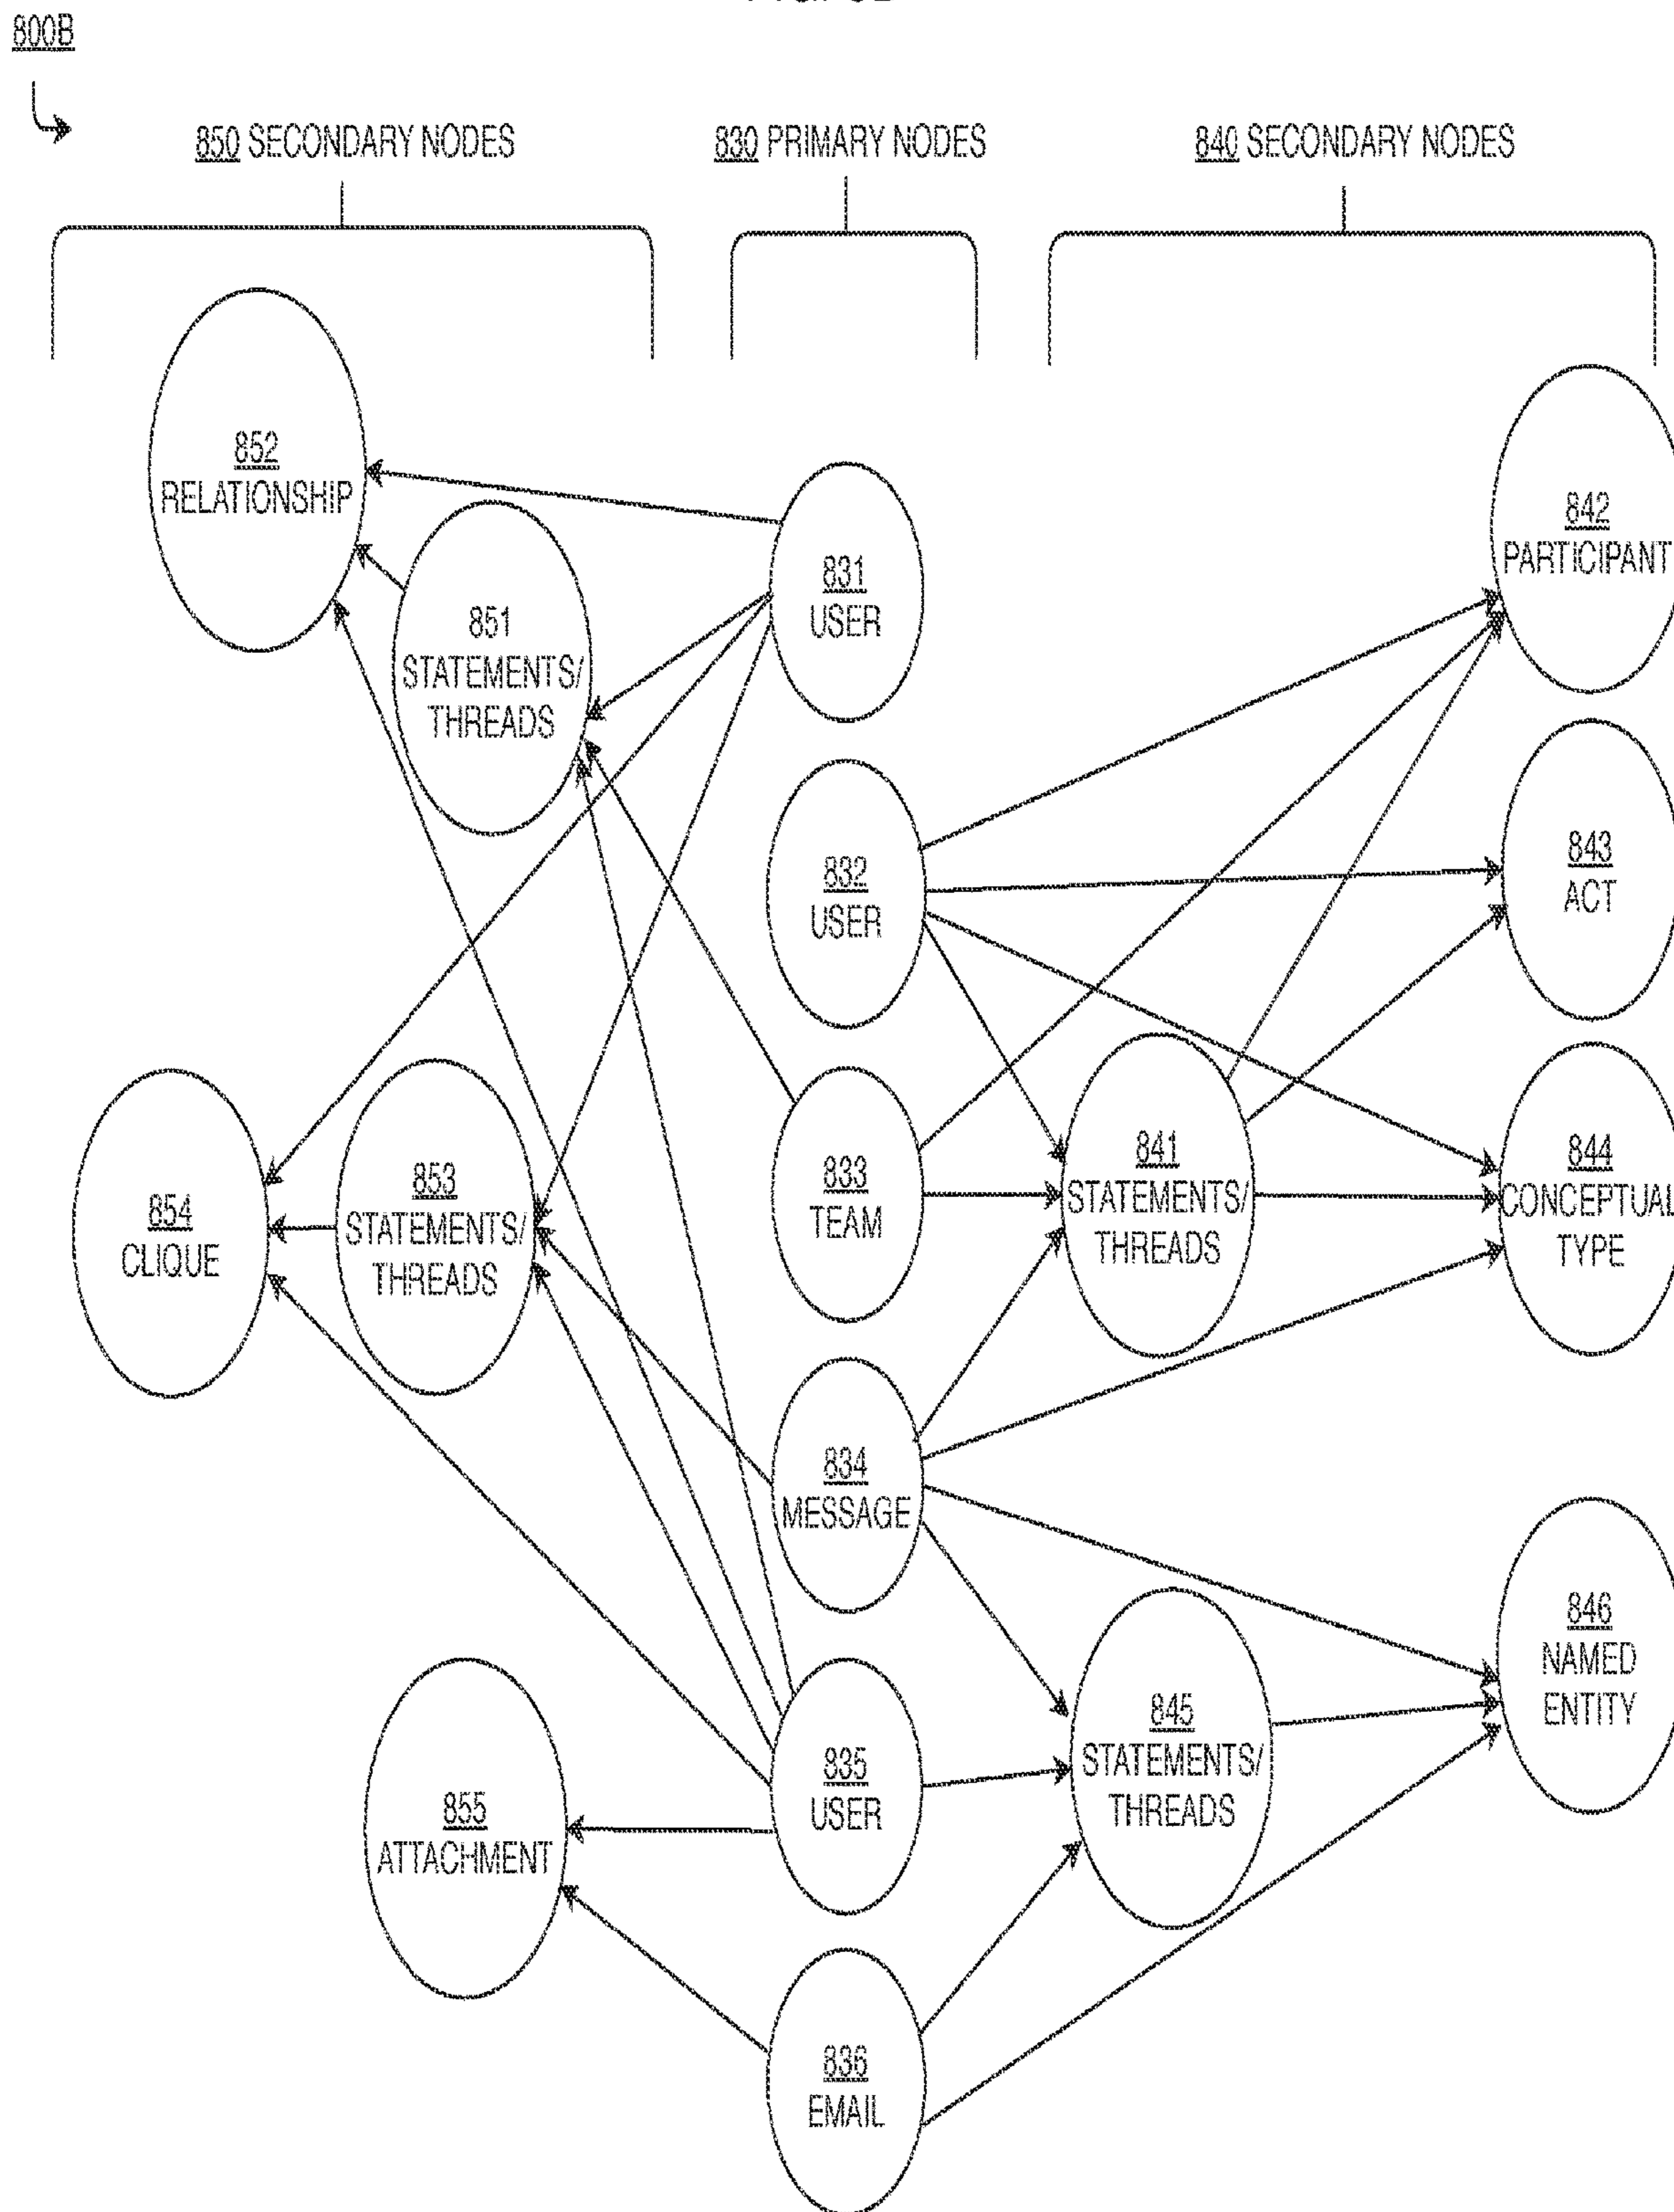 800B
850 SECONDARY NODES
830 PRIMARY NODES
840 SECONDARY NODES
852
RELATIONSHIP
851
STATEMENTS/
THREADS
831
USER
842
PARTICIPANT
832
USER
843
ACT
854
CLIQUE
853
STATEMENTS/
THREADS
833
TEAM
841
STATEMENTS/
THREADS
844
CONCEPTUAL
TYPE
834
MESSAGE
846
NAMED
ENTITY
855
ATTACHMENT
835
USER
845
STATEMENTS/
THREADS
836
EMAIL